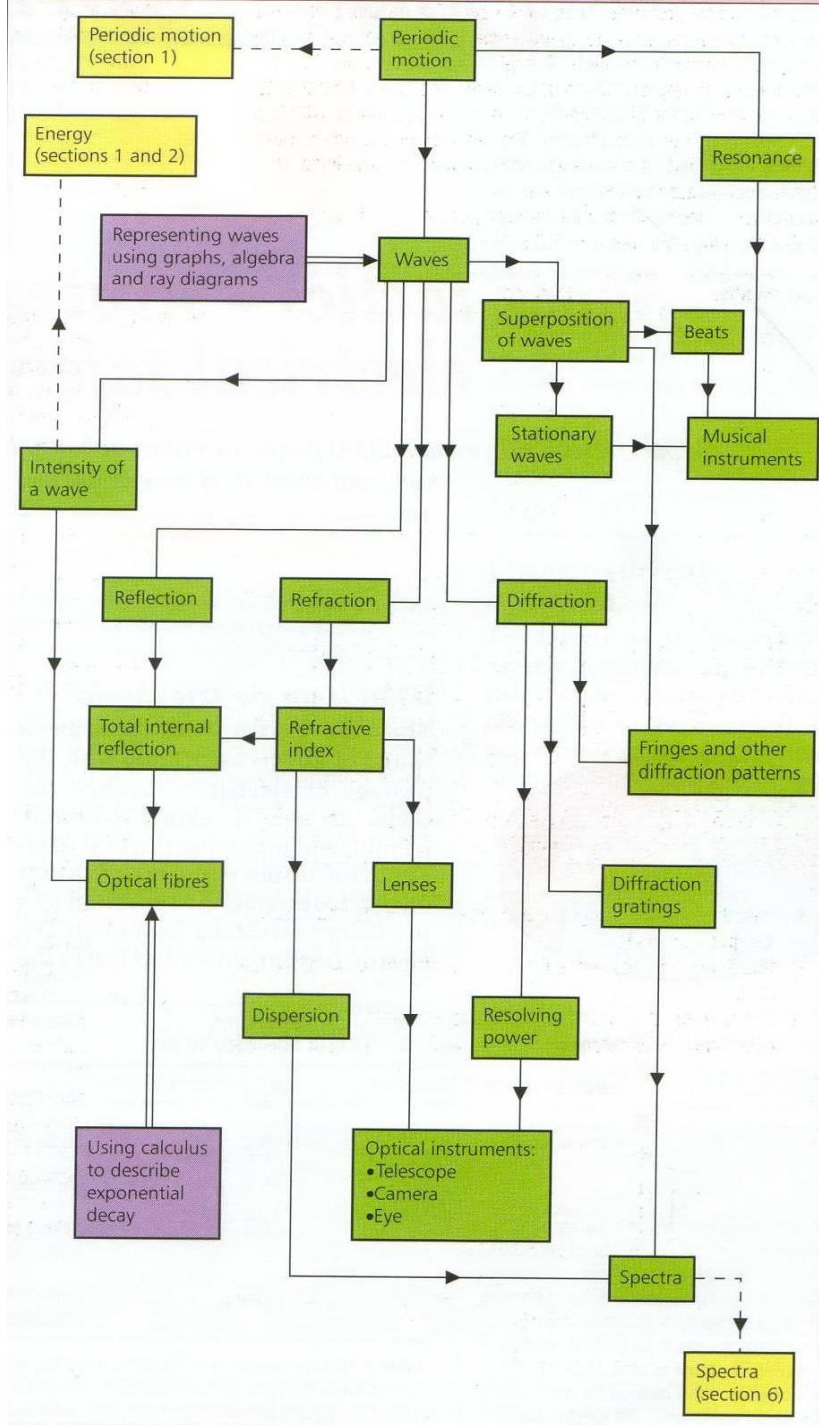 Periodic motion
(section 1)
Periodic
motion
Energy
(sections 1 and 2)
Resonance
Representing waves
using graphs, algebra
and ray diagrams
Waves
Superposition
of waves
Beats
Stationary
waves
Musical
instruments
Intensity of
a wave
Reflection
Refraction
Diffraction
Total internal
reflection
Refractive
index
Fringes and other
diffraction patterns
Optical fibres
Lenses
Diffraction
gratings
Dispersion
Resolving
power
Using calculus
to describe
exponential
decay
Optical instruments:
•Telescope
•Camera
•Eye
Spectra
Spectra
(section 6)